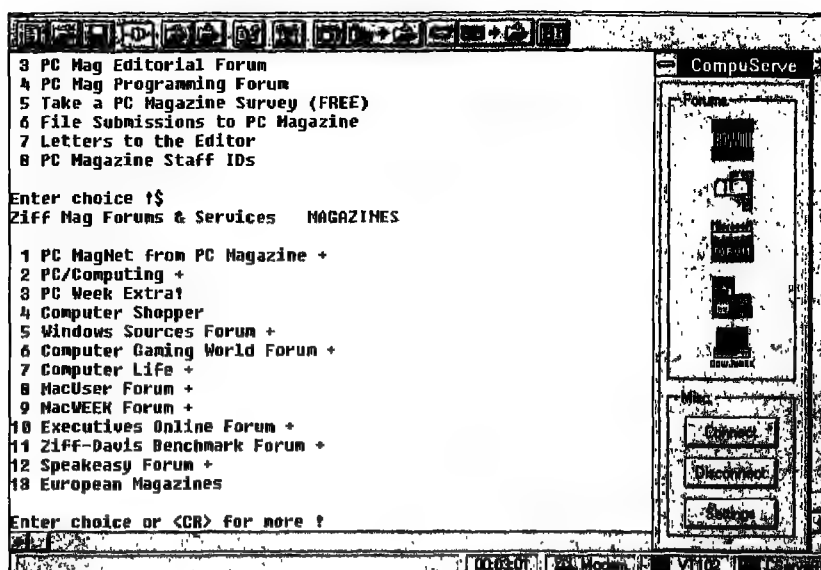 3 PC Mag Editorial Forum
4 PC Mag Programming Forum
5 Take a PC Magazine Survey (FREE)
6 File Submissions to PC Magazine
7 Letters to the Editor
8 PC Magazine Staff IDs
Enter choice !$
Ziff Mag Forums & Services MAGAZINES
1 PC MagNet from PC Magazine +
2 PC/Computing +
3 PC Week Extra!
4 Computer Shopper
5 Windows Sources Forum +
6 Computer Gaming World Forum +
7 Computer Life +
8 MacUser Forum +
9 MacWEEK Forum +
10 Executives Online Forum +
11 Ziff-Davis Benchmark Forum +
12 Speakeasy Forum +
13 European Magazines
Enter choice or <CR> for more !
CompuServe
Forums
Microsoft
Misc.
Connect
Disconnect
Settings
00:03:01
Modem
VT102